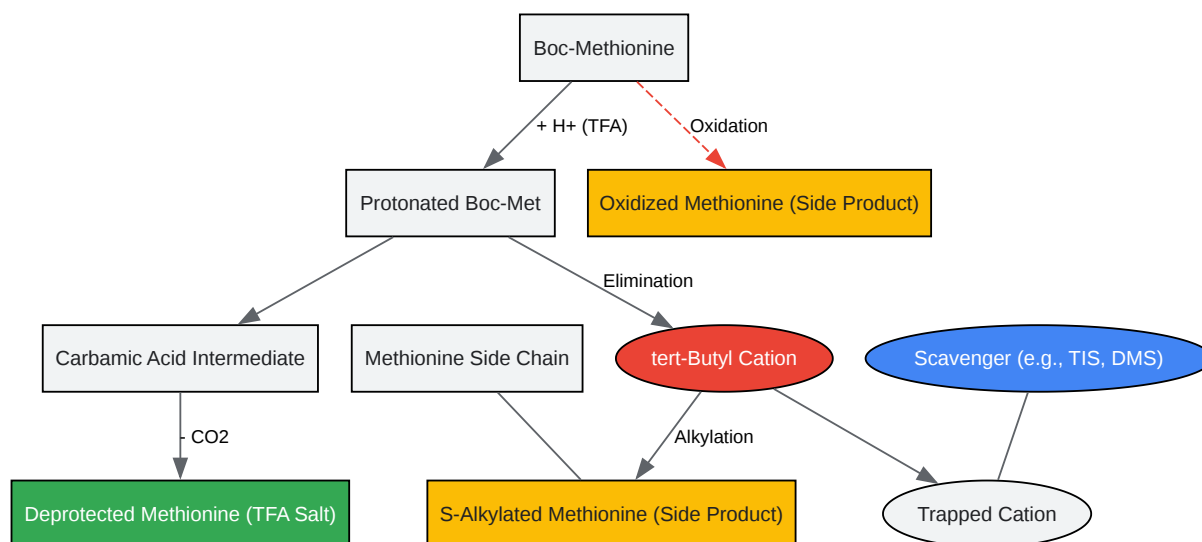 Boc-Methionine
+ H+ (TFA)
Oxidation
Protonated Boc-Met
Oxidized Methionine (Side Product)
Elimination
Carbamic Acid Intermediate
Methionine Side Chain
tert-Butyl Cation
Scavenger (e.g., TIS, DMS)
- CO2
Alkylation
Deprotected Methionine (TFA Salt)
S-Alkylated Methionine (Side Product)
Trapped Cation